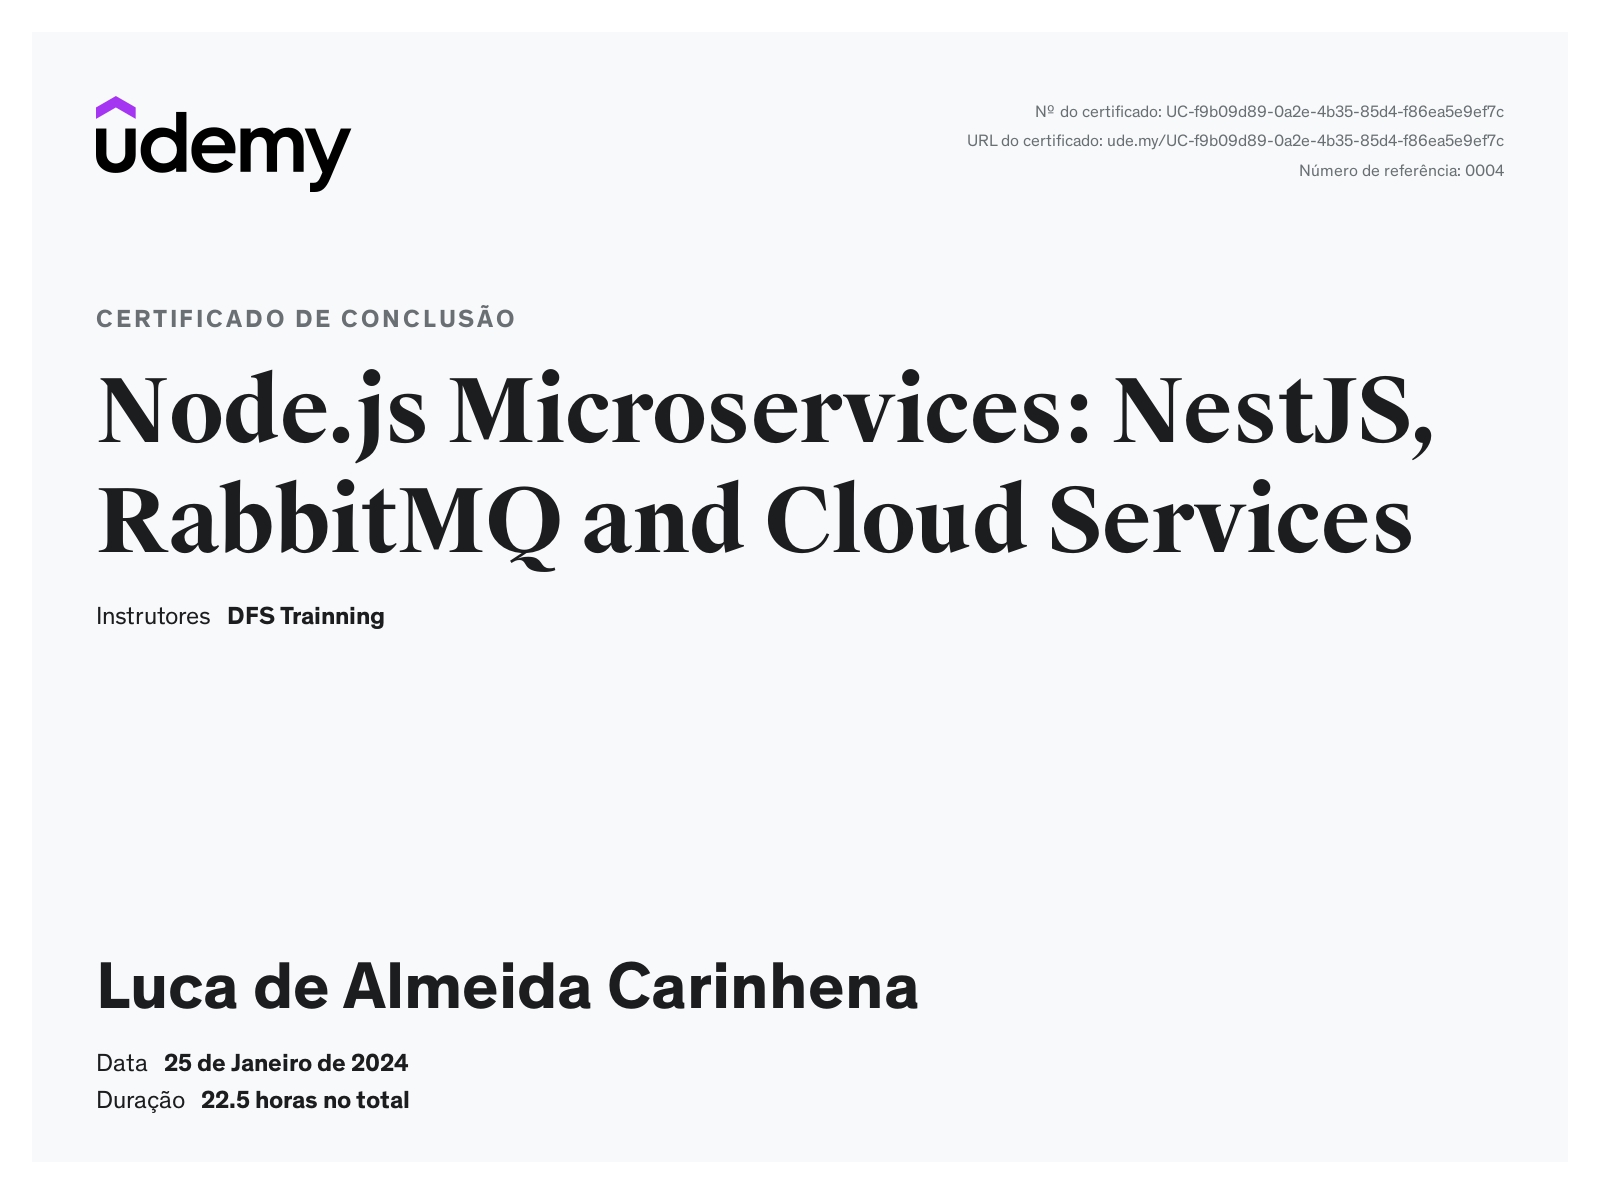 udemy
Nº do certificado: UC-f9b09d89-0a2e-4b35-85d4-f86ea5e9ef7c
URL do certificado: ude.my/UC-f9b09d89-0a2e-4b35-85d4-f86ea5e9ef7c
Número de referência: 0004
CERTIFICADO DE CONCLUSÃO
Node.js Microservices: NestJS,
RabbitMQ and Cloud Services
Instrutores DFS Trainning
Luca de Almeida Carinhena
Data 25 de Janeiro de 2024
Duração 22.5 horas no total